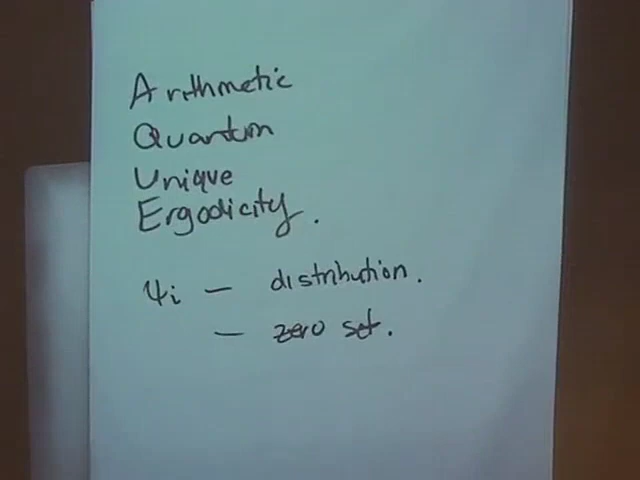 Arithmetic
Quantum
Unique
Ergodicity.
ψi — distribution.
— zero set.